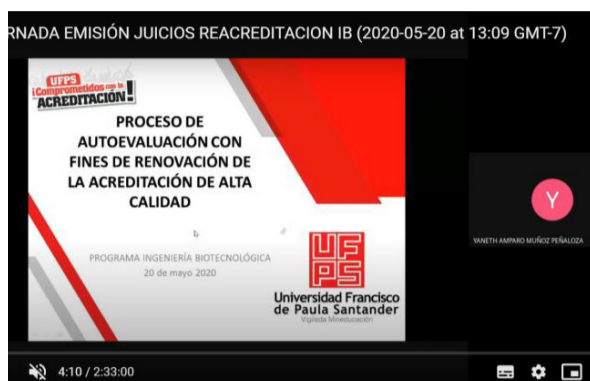 RNADA EMISIÓN JUICIOS REACREDITACION IB (2020-05-20 at 13:09 GMT-7)
UFPS
¡Comprometidos con la
ACREDITACIÓN!
PROCESO DE
AUTOEVALUACIÓN CON
FINES DE RENOVACIÓN DE
LA ACREDITACIÓN DE ALTA
CALIDAD
PROGRAMA INGENIERÍA BIOTECNOLÓGICA
20 de mayo 2020
UFPS
Universidad Francisco
de Paula Santander
Vigilada Mineducación
Y
YANETH AMPARO MUÑOZ PEÑALOZA
4:10 / 2:33:00